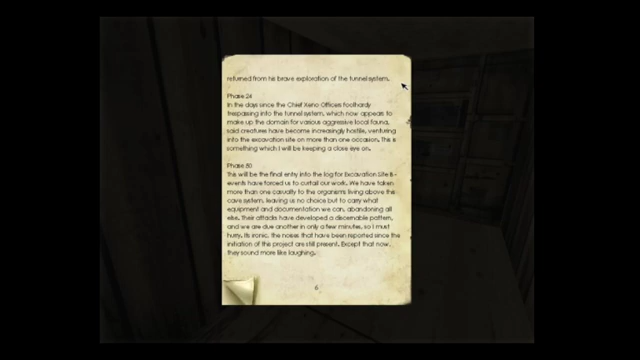 returned from his brave exploration of the tunnel system.
Phase 24
In the days since the Chief Xeno Officers foolhardy
trespassing into the tunnel system, which now appears to
make up the domain for various aggressive local fauna,
said creatures have become increasingly hostile, venturing
into the excavation site on more than one occasion. This is
something which I will be keeping a close eye on.
Phase 80
This will be the final entry into the log for Excavation Site B -
events have forced us to curtail our work. We have taken
more than one casualty to the organisms living above the
cave system, leaving us no choice but to carry what
equipment and documentation we can, abandoning all
else. Their attacks have developed a discernable pattern,
and we are due another in only a few minutes, so I must
hurry. Its ironic. The noises that have been reported since the
initiation of this project are still present. Except that now,
they sound more like laughing.
6